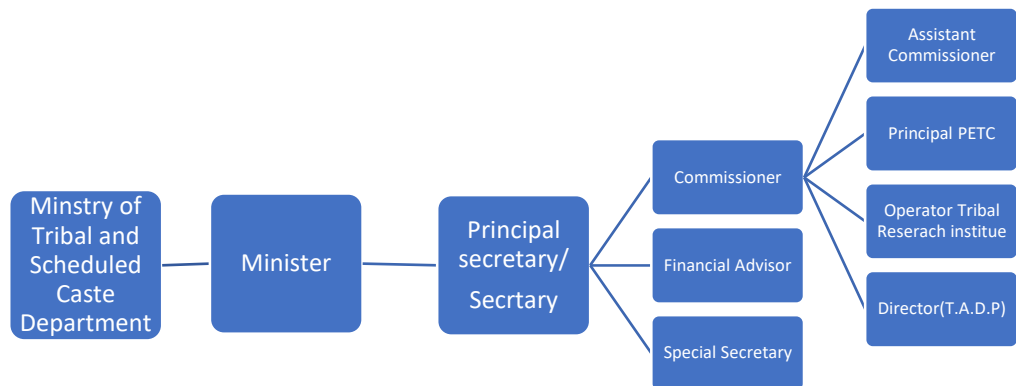 Minstry of
Tribal and
Scheduled
Caste
Department
Minister
Principal
secretary/
Secrtary
Commissioner
Financial Advisor
Special Secretary
Assistant
Commissioner
Principal PETC
Operator Tribal
Reserach institue
Director(T.A.D.P)